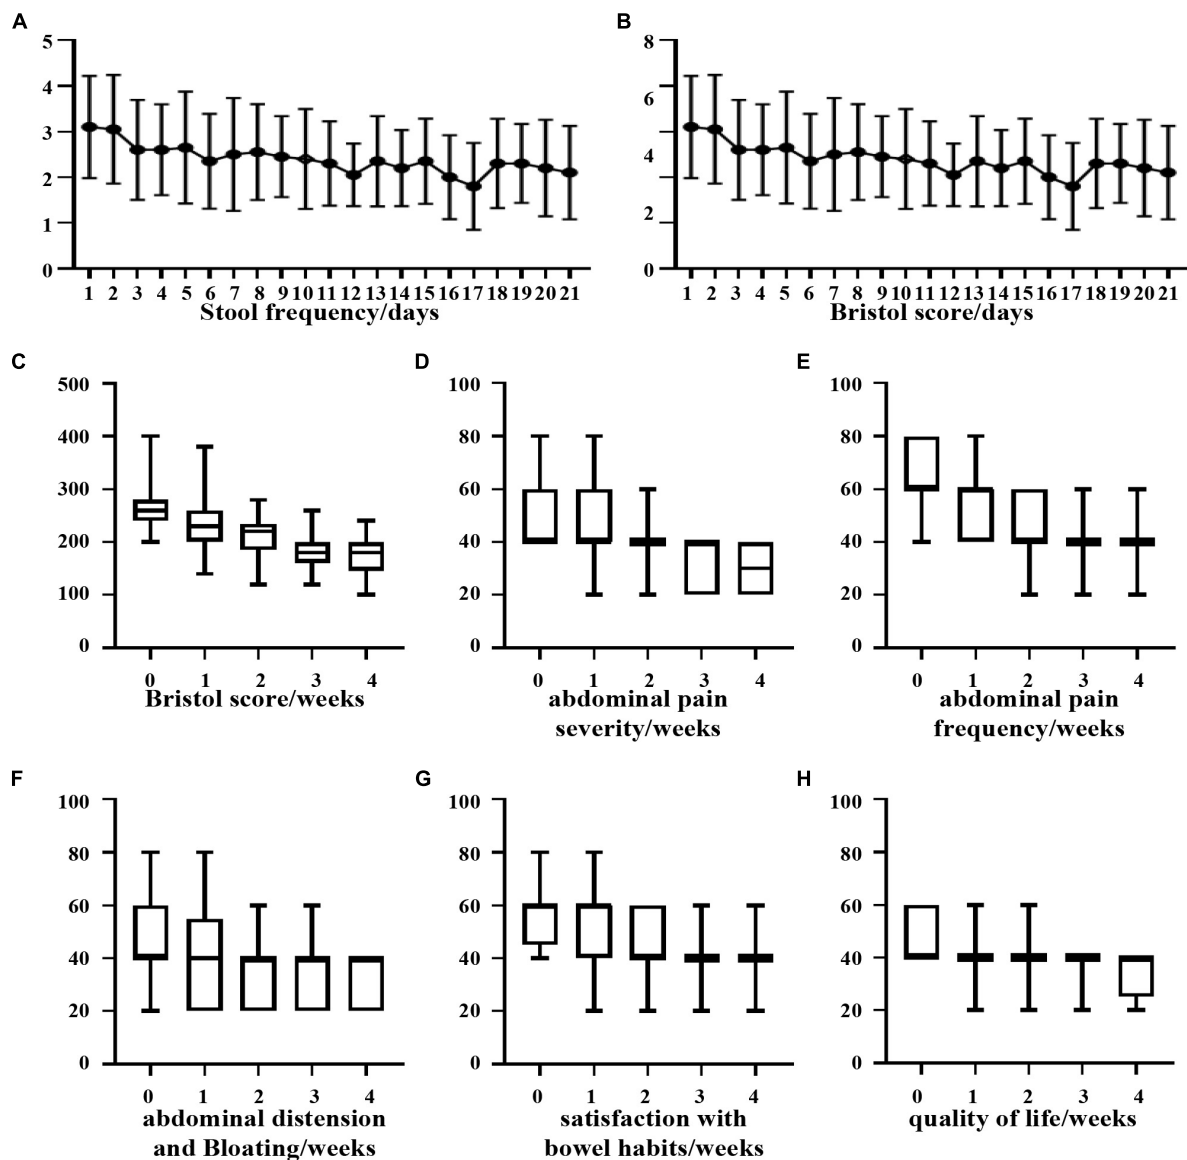 A
B
5
4
3
2
1
0
1 2 3 4 5 6 7 8 9 10 11 12 13 14 15 16 17 18 19 20 21
Stool frequency/days
8
6
4
2
0
1 2 3 4 5 6 7 8 9 10 11 12 13 14 15 16 17 18 19 20 21
Bristol score/days
C
500
400
300
200
100
0
0 1 2 3 4
Bristol score/weeks
D
100
80
60
40
20
0
0 1 2 3 4
abdominal pain
severity/weeks
E
100
80
60
40
20
0
0 1 2 3 4
abdominal pain
frequency/weeks
F
100
80
60
40
20
0
0 1 2 3 4
abdominal distension
and Bloating/weeks
G
100
80
60
40
20
0
0 1 2 3 4
satisfaction with
bowel habits/weeks
H
100
80
60
40
20
0
0 1 2 3 4
quality of life/weeks